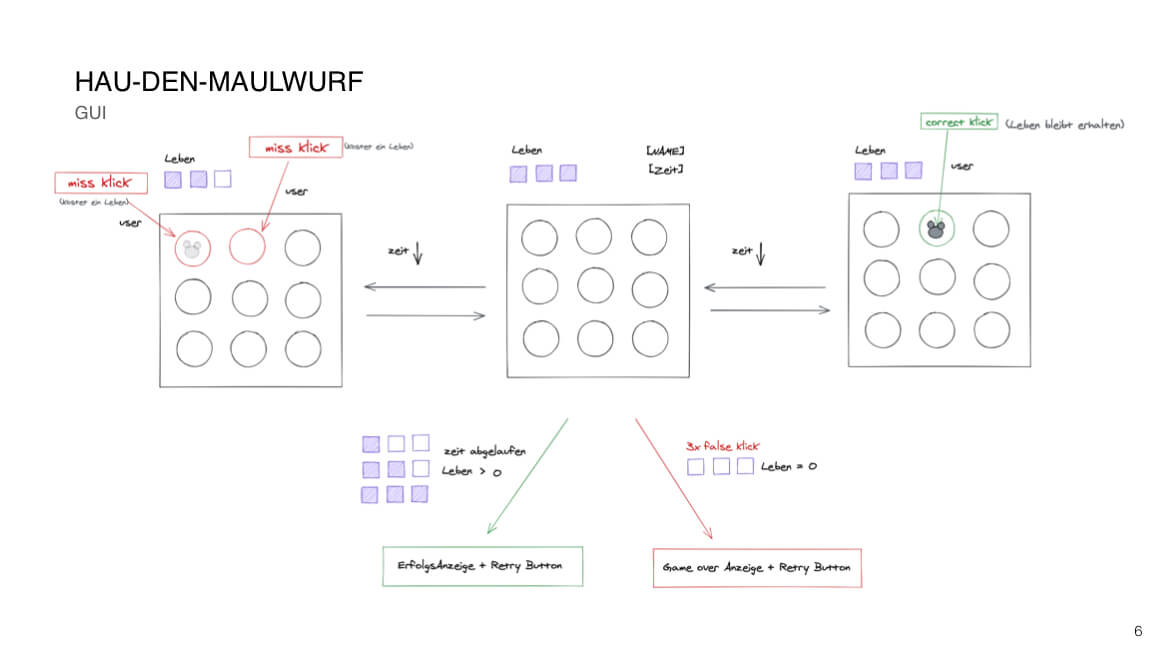 HAU-DEN-MAULWURF
GUI
miss klick
(kostet ein Leben)
user
Leben
miss klick
(kostet ein Leben)
user
zeit
Leben
[NAME]
[Zeit]
zeit
Leben
correct klick
(Leben bleibt erhalten)
user
zeit abgelaufen
Leben > 0
3x false klick
Leben = 0
ErfolgsAnzeige + Retry Button
Game over Anzeige + Retry Button
6